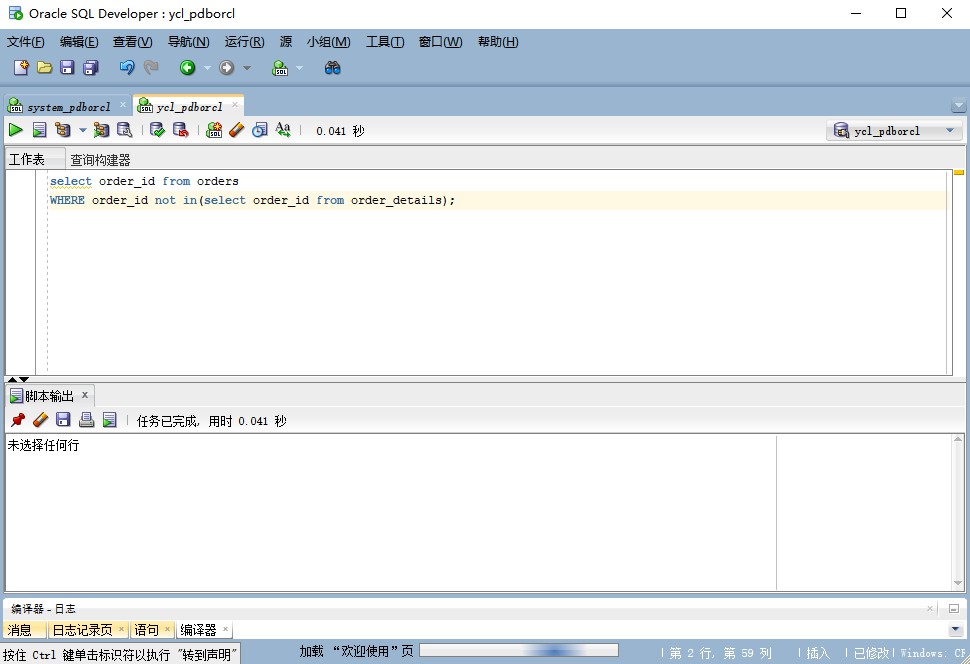 Oracle SQL Developer : ycl_pdborcl
文件(F) 编辑(E) 查看(V) 导航(N) 运行(R) 源 小组(M) 工具(T) 窗口(W) 帮助(H)
system_pdborcl × ycl_pdborcl ×
0.041 秒 ycl_pdborcl
工作表 查询构建器
select order_id from orders
WHERE order_id not in(select order_id from order_details);
脚本输出 ×
任务已完成, 用时 0.041 秒
未选择任何行
编译器 - 日志
消息 日志记录页 × 语句 × 编译器 ×
按住 Ctrl 键单击标识符以执行 "转到声明" 加载 “欢迎使用” 页 第 2 行, 第 59 列 插入 已修改 Windows: CR